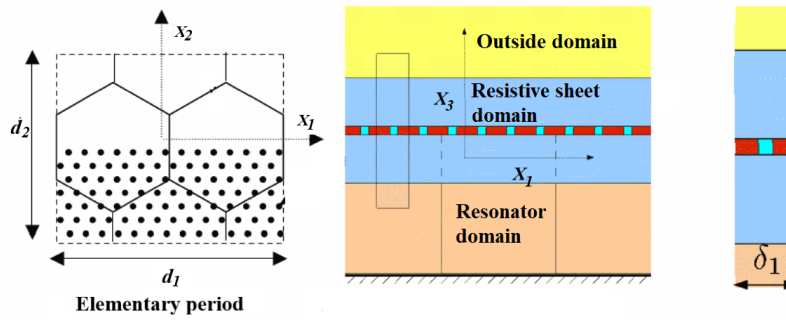 X2
d2
X1
d1
Elementary period
Outside domain
Resistive sheet
domain
X3
X1
Resonator
domain
δ1